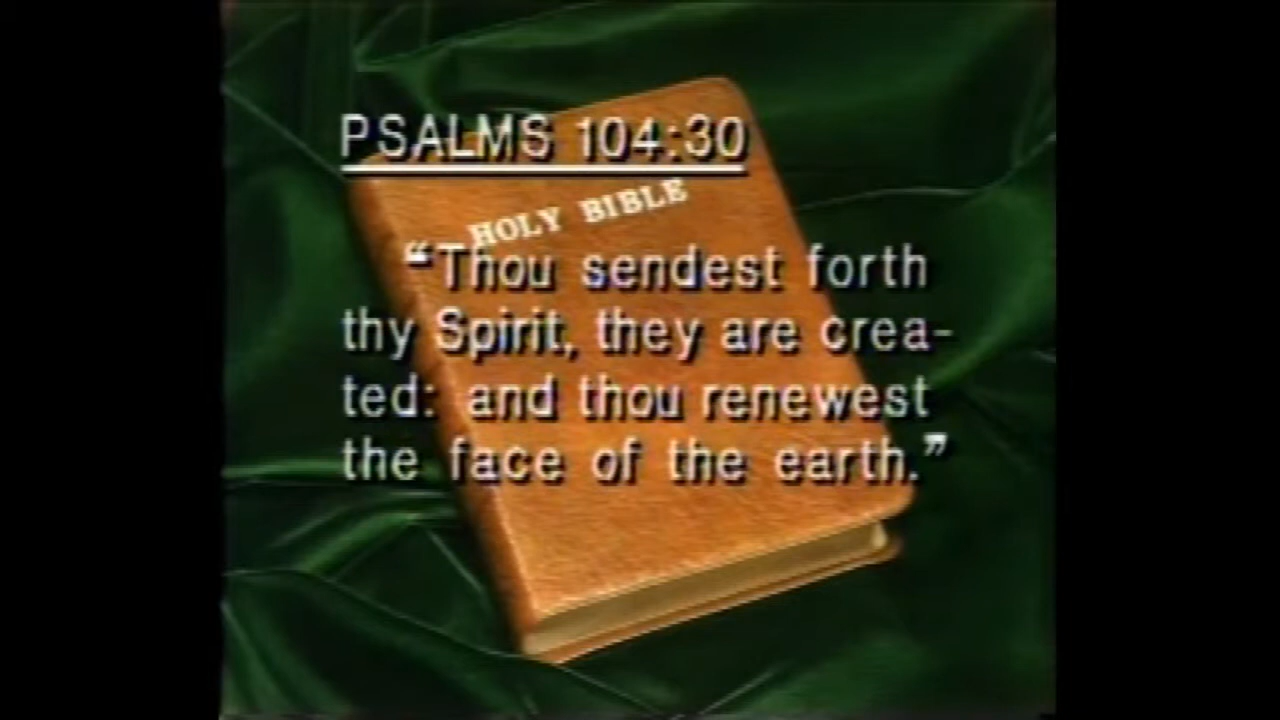 PSALMS 104:30
HOLY BIBLE
“Thou sendest forth
thy Spirit, they are crea-
ted: and thou renewest
the face of the earth.”